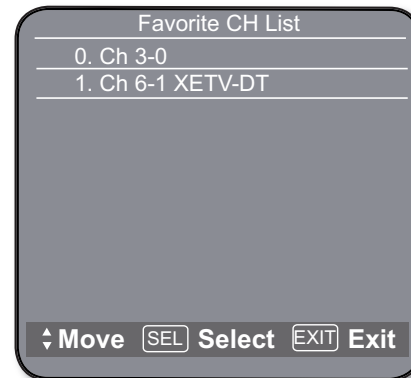 Favorite CH List
0. Ch 3-0
1. Ch 6-1 XETV-DT
Move SEL Select EXIT Exit